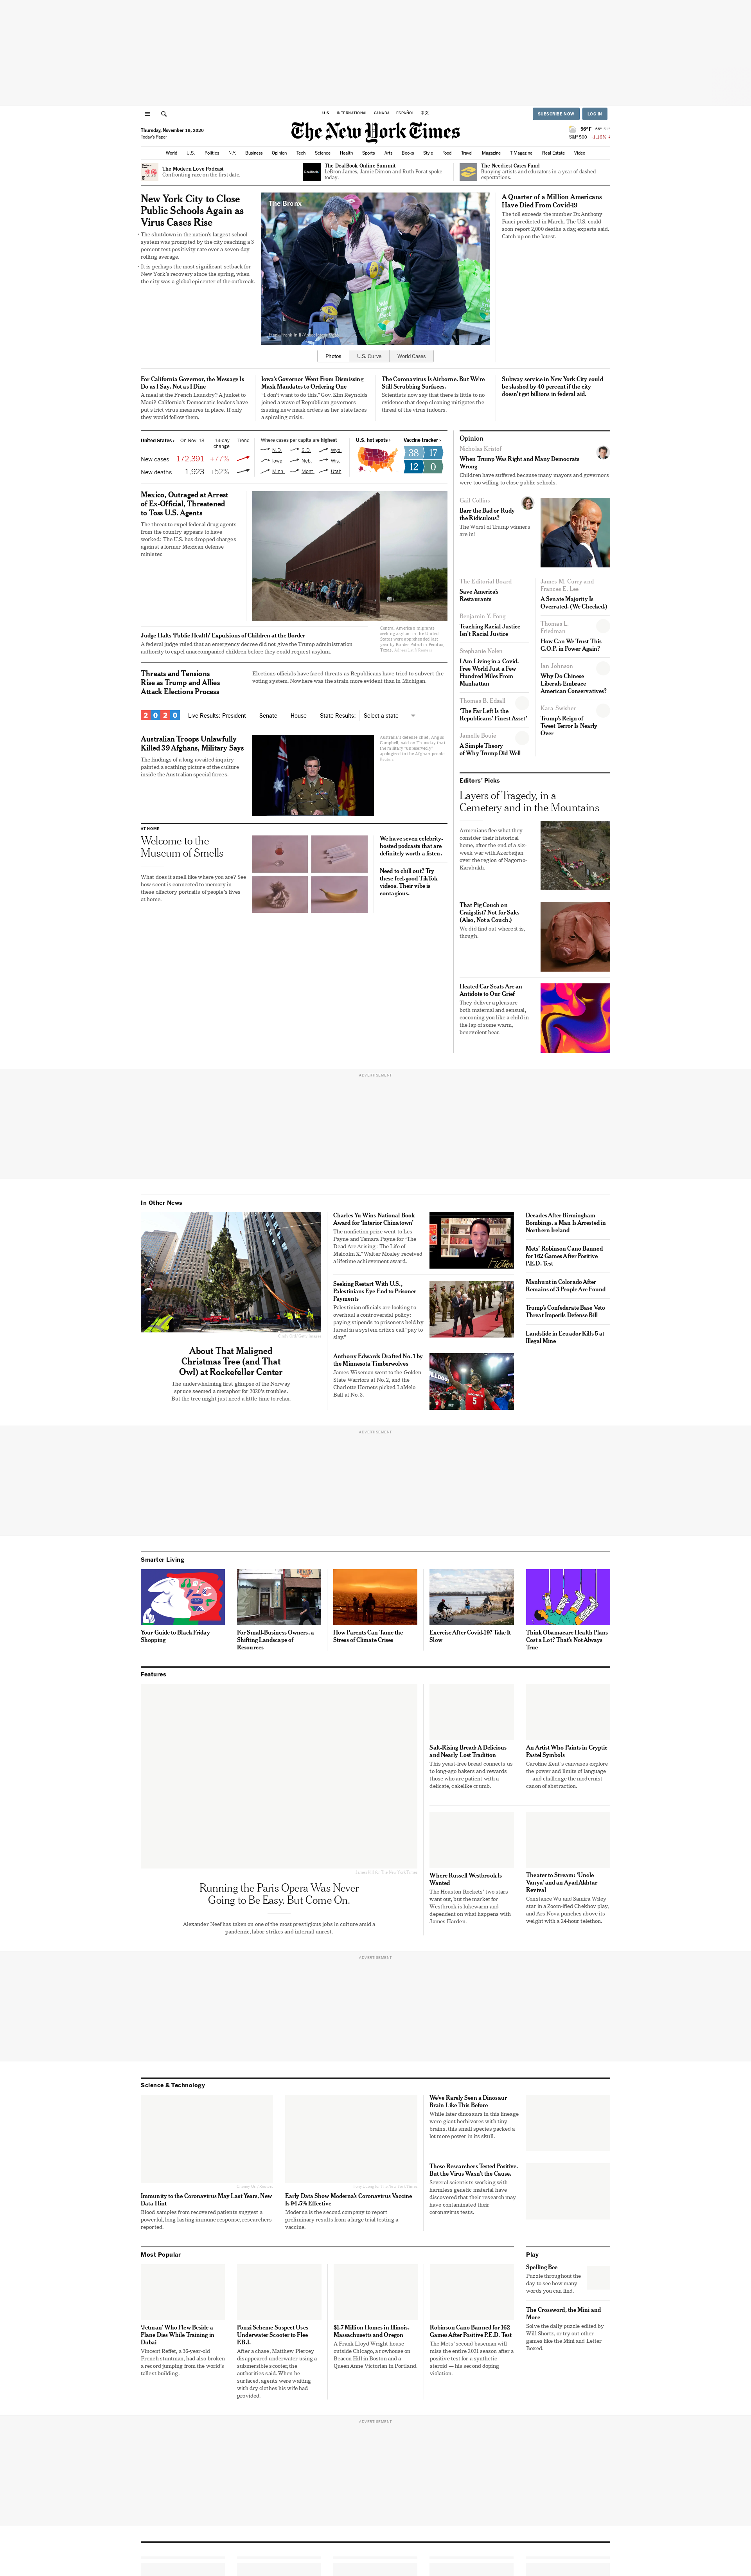 U.S. INTERNATIONAL CANADA ESPAÑOL 中文
SUBSCRIBE NOW LOG IN
Thursday, November 19, 2020
Today's Paper
The New York Times
56°F
S&P 500 -1.16%
World U.S. Politics N.Y. Business Opinion Tech Science Health Sports Arts Books Style Food Travel Magazine T Magazine Real Estate Video
The Modern Love Podcast
Confronting race on the first date.
The DealBook Online Summit
LeBron James, Jamie Dimon and Ruth Porat spoke
today.
The Neediest Cases Fund
Buoying artists and educators in a year of dashed
expectations.
New York City to Close
Public Schools Again as
Virus Cases Rise
The shutdown in the nation's largest school
system was prompted by the city reaching a 3
percent test positivity rate over a seven-day
rolling average.
It is perhaps the most significant setback for
New York's recovery since the spring, when
the city was a global epicenter of the outbreak.
The Bronx
Photos U.S. Curve World Cases
A Quarter of a Million Americans
Have Died From Covid-19
The toll exceeds the number Dr. Anthony
Fauci predicted in March. The U.S. could
soon report 2,000 deaths a day, experts said.
Catch up on the latest.
For California Governor, the Message Is
Do as I Say, Not as I Dine
A meal at the French Laundry? A junket to
Maui? California's Democratic leaders have
put strict virus measures in place. If only
they would follow them.
Iowa's Governor Went From Dismissing
Mask Mandates to Ordering One
"I don't want to do this." Gov. Kim Reynolds
joined a wave of Republican governors
issuing new mask orders as her state faces
a spiraling crisis.
The Coronavirus Is Airborne. But We're
Still Scrubbing Surfaces.
Scientists now say that there is little to no
evidence that deep cleaning mitigates the
threat of the virus indoors.
Subway service in New York City could
be slashed by 40 percent if the city
doesn't get billions in federal aid.
United States › On Nov. 18 14-day
change Trend
New cases 172,391 +77%
New deaths 1,923 +52%
Where cases per capita are highest
N.D. S.D. Wyo.
Iowa Neb. Wis.
Minn. Mont. Utah
U.S. hot spots ›
Vaccine tracker ›
38 17
12 0
Mexico, Outraged at Arrest
of Ex-Official, Threatened
to Toss U.S. Agents
The threat to expel federal drug agents
from the country appears to have
worked: The U.S. has dropped charges
against a former Mexican defense
minister.
Judge Halts 'Public Health' Expulsions of Children at the Border
A federal judge ruled that an emergency decree did not give the Trump administration
authority to expel unaccompanied children before they could request asylum.
Central American migrants
seeking asylum in the United
States were apprehended last
year by Border Patrol in Penitas,
Texas.
Threats and Tensions
Rise as Trump and Allies
Attack Elections Process
Elections officials have faced threats as Republicans have tried to subvert the
voting system. Nowhere was the strain more evident than in Michigan.
2020 Live Results: President Senate House State Results: Select a state
Australian Troops Unlawfully
Killed 39 Afghans, Military Says
The findings of a long-awaited inquiry
painted a scathing picture of the culture
inside the Australian special forces.
Australia's defense chief, Angus
Campbell, said on Thursday that
his military "unreservedly"
apologized to the Afghan people.
AT HOME
Welcome to the
Museum of Smells
What does it smell like where you are? See
how scent is connected to memory in
these olfactory portraits of people's lives
at home.
We have seven celebrity-
hosted podcasts that are
definitely worth a listen.
Need to chill out? Try
these feel-good TikTok
videos. Their vibe is
contagious.
Opinion
Nicholas Kristof
When Trump Was Right and Many Democrats
Wrong
Children have suffered because many mayors and governors
were too willing to close public schools.
Gail Collins
Barr the Bad or Rudy
the Ridiculous?
The Worst of Trump winners
are in!
The Editorial Board
Save America's
Restaurants
Benjamin Y. Fong
Teaching Racial Justice
Isn't Racial Justice
Stephanie Nolen
I Am Living in a Covid-
Free World Just a Few
Hundred Miles From
Manhattan
Thomas B. Edsall
'The Far Left Is the
Republicans' Finest Asset'
Jamelle Bouie
A Simple Theory
of Why Trump Did Well
James M. Curry and
Frances E. Lee
A Senate Majority Is
Overrated. (We Checked.)
Thomas L.
Friedman
How Can We Trust This
G.O.P. in Power Again?
Ian Johnson
Why Do Chinese
Liberals Embrace
American Conservatives?
Kara Swisher
Trump's Reign of
Tweet Terror Is Nearly
Over
Editors' Picks
Layers of Tragedy, in a
Cemetery and in the Mountains
Armenians flee what they
consider their historical
home, after the end of a six-
week war with Azerbaijan
over the region of Nagorno-
Karabakh.
That Pig Couch on
Craigslist? Not for Sale.
(Also, Not a Couch.)
We did find out where it is,
though.
Heated Car Seats Are an
Antidote to Our Grief
They deliver a pleasure
both maternal and sensual,
cocooning you like a child in
the lap of some warm,
benevolent bear.
ADVERTISEMENT
In Other News
About That Maligned
Christmas Tree (and That
Owl) at Rockefeller Center
The underwhelming first glimpse of the Norway
spruce seemed a metaphor for 2020's troubles.
But the tree might just need a little time to relax.
Charles Yu Wins National Book
Award for 'Interior Chinatown'
The nonfiction prize went to Les
Payne and Tamara Payne for "The
Dead Are Arising: The Life of
Malcolm X." Walter Mosley received
a lifetime achievement award.
Fiction
Seeking Restart With U.S.,
Palestinians Eye End to Prisoner
Payments
Palestinian officials are looking to
overhaul a controversial policy:
paying stipends to prisoners held by
Israel in a system critics call "pay to
slay."
Anthony Edwards Drafted No. 1 by
the Minnesota Timberwolves
James Wiseman went to the Golden
State Warriors at No. 2, and the
Charlotte Hornets picked LaMelo
Ball at No. 3.
5
Decades After Birmingham
Bombings, a Man Is Arrested in
Northern Ireland
Mets' Robinson Cano Banned
for 162 Games After Positive
P.E.D. Test
Manhunt in Colorado After
Remains of 3 People Are Found
Trump's Confederate Base Veto
Threat Imperils Defense Bill
Landslide in Ecuador Kills 5 at
Illegal Mine
ADVERTISEMENT
Smarter Living
Your Guide to Black Friday
Shopping
For Small-Business Owners, a
Shifting Landscape of
Resources
How Parents Can Tame the
Stress of Climate Crises
Exercise After Covid-19? Take It
Slow
Think Obamacare Health Plans
Cost a Lot? That's Not Always
True
Features
Running the Paris Opera Was Never
Going to Be Easy. But Come On.
Alexander Neef has taken on one of the most prestigious jobs in culture amid a
pandemic, labor strikes and internal unrest.
Salt-Rising Bread: A Delicious
and Nearly Lost Tradition
This yeast-free bread connects us
to long-ago bakers and rewards
those who are patient with a
delicate, cakelike crumb.
An Artist Who Paints in Cryptic
Pastel Symbols
Caroline Kent's canvases explore
the power and limits of language
— and challenge the modernist
canon of abstraction.
Where Russell Westbrook Is
Wanted
The Houston Rockets' two stars
want out, but the market for
Westbrook is lukewarm and
dependent on what happens with
James Harden.
Theater to Stream: 'Uncle
Vanya' and an Ayad Akhtar
Revival
Constance Wu and Samira Wiley
star in a Zoom-filled Chekhov play,
and Ars Nova punches above its
weight with a 24-hour telethon.
ADVERTISEMENT
Science & Technology
Immunity to the Coronavirus May Last Years, New
Data Hint
Blood samples from recovered patients suggest a
powerful, long-lasting immune response, researchers
reported.
Early Data Show Moderna's Coronavirus Vaccine
Is 94.5% Effective
Moderna is the second company to report
preliminary results from a large trial testing a
vaccine.
We've Rarely Seen a Dinosaur
Brain Like This Before
While later dinosaurs in this lineage
were giant herbivores with tiny
brains, this small species packed a
lot more power in its skull.
These Researchers Tested Positive.
But the Virus Wasn't the Cause.
Several scientists working with
harmless genetic material have
discovered that their research may
have contaminated their
coronavirus tests.
Most Popular
'Jetman' Who Flew Beside a
Plane Dies While Training in
Dubai
Vincent Reffet, a 36-year-old
French stuntman, had also broken
a record jumping from the world's
tallest building.
Ponzi Scheme Suspect Uses
Underwater Scooter to Flee
F.B.I.
After a chase, Matthew Piercey
disappeared underwater using a
submersible scooter, the
authorities said. When he
surfaced, agents were waiting
with dry clothes his wife had
provided.
$1.7 Million Homes in Illinois,
Massachusetts and Oregon
A Frank Lloyd Wright house
outside Chicago, a townhouse on
Beacon Hill in Boston and a
Queen Anne Victorian in Portland.
Robinson Cano Banned for 162
Games After Positive P.E.D. Test
The Mets' second baseman will
miss the entire 2021 season after a
positive test for a synthetic
steroid — his second doping
violation.
Play
Spelling Bee
Puzzle throughout the
day to see how many
words you can find.
The Crossword, the Mini and
More
Solve the daily puzzle edited by
Will Shortz, or try out other
games like the Mini and Letter
Boxed.
ADVERTISEMENT